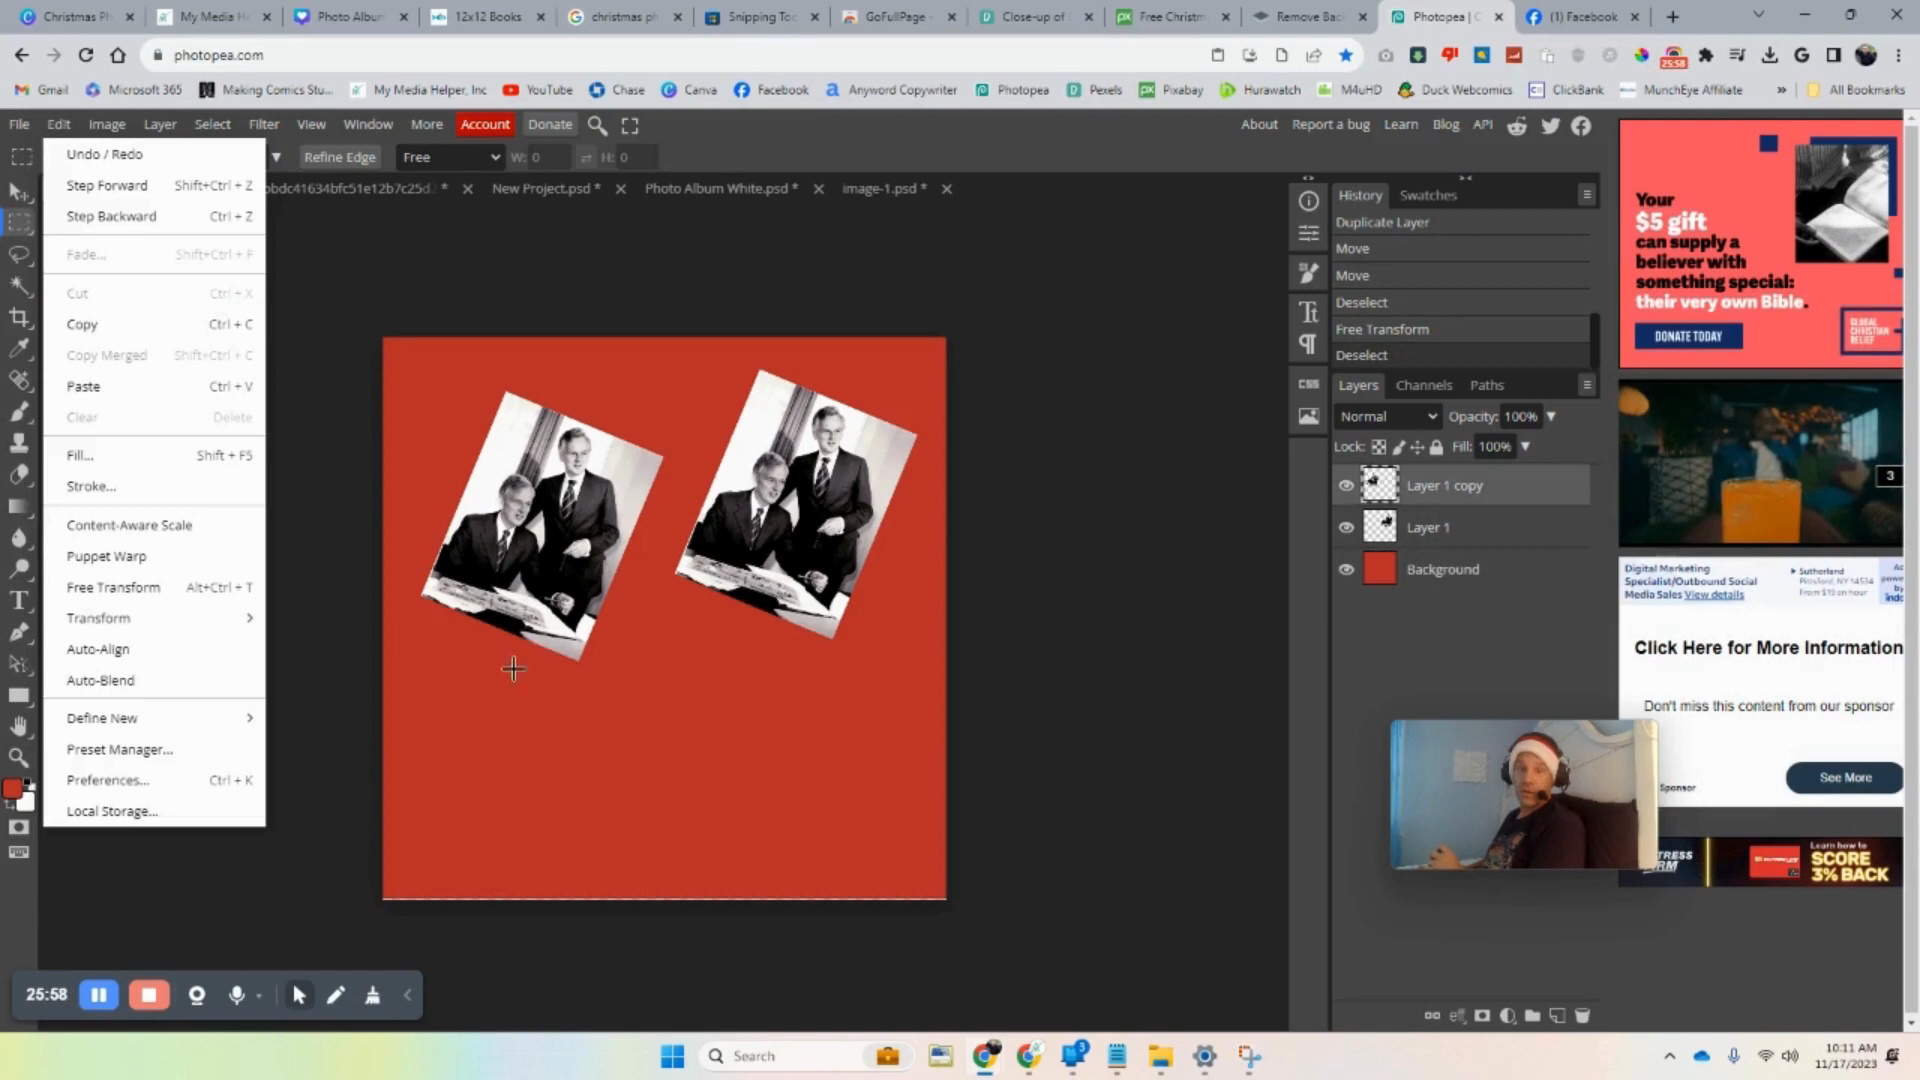 Christmas Ph
My Media He
Photo Albun
12x12 Books
christmas ph
Snipping Toc
GoFullPage -
Close-up of
Free Christm
Remove Bac
Photopea | C
(1) Facebook
photopea.com
25:58
Gmail
Microsoft 365
Making Comics Stu...
My Media Helper, Inc
YouTube
Chase
Canva
Facebook
Anyword Copywriter
Photopea
Pexels
Pixabay
Hurawatch
M4uHD
Duck Webcomics
ClickBank
MunchEye Affiliate
»
All Bookmarks
File Edit Image Layer Select Filter View Window More Account Donate
About Report a bug Learn Blog API
Refine Edge Free W: 0 H: 0
bbdc41634bfc51e12b7c25d. *
New Project.psd *
Photo Album White.psd *
image-1.psd *
Undo / Redo
Step Forward Shift+Ctrl + Z
Step Backward Ctrl + Z
Fade... Shift+Ctrl + F
Cut Ctrl + X
Copy Ctrl + C
Copy Merged Shift+Ctrl + C
Paste Ctrl + V
Clear Delete
Fill... Shift + F5
Stroke...
Content-Aware Scale
Puppet Warp
Free Transform Alt+Ctrl + T
Transform
Auto-Align
Auto-Blend
Define New
Preset Manager...
Preferences... Ctrl + K
Local Storage...
History Swatches
Duplicate Layer
Move
Move
Deselect
Free Transform
Deselect
CSS
Layers Channels Paths
Normal Opacity: 100%
Lock: Fill: 100%
Layer 1 copy
Layer 1
Background
Your
$5 gift
can supply a
believer with
something special:
their very own Bible.
DONATE TODAY
GLOBAL
CHRISTIAN
RELIEF
3
Digital Marketing
Specialist/Outbound Social
Media Sales View details
Sutherland
Pittsford, NY 14534
From $19 an hour
Click Here for More Information
Don't miss this content from our sponsor
Sponsor
See More
TRESS
RM
Learn how to
SCORE
3% BACK
25:58
Search
3
10:11 AM
11/17/2023